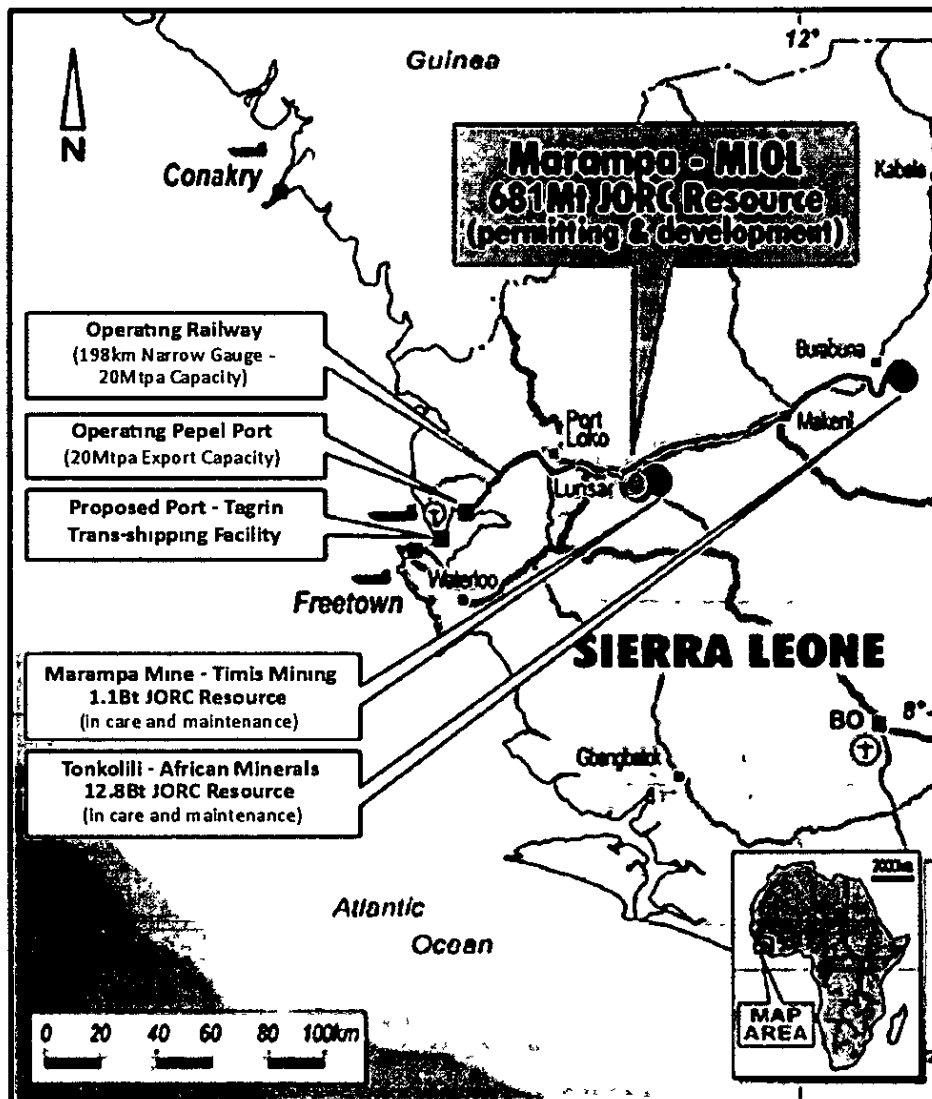 12°
Guinea
N
Conakry
Marampa - MIOL
681Mt JORC Resource
(permitting & development)
Kabala
Operating Railway
(198km Narrow Gauge -
20Mtpa Capacity)
Bumbuna
Port
Loko
Makeni
Operating Pepel Port
(20Mtpa Export Capacity)
Lunsar
Proposed Port - Tagrin
Trans-shipping Facility
Waterloo
Freetown
SIERRA LEONE
Marampa Mine - Timis Mining
1.1Bt JORC Resource
(in care and maintenance)
BO
8°
Gbangbatok
Tonkolili - African Minerals
12.8Bt JORC Resource
(in care and maintenance)
Atlantic
Ocean
2000km
MAP
AREA
0 20 40 60 80 100km